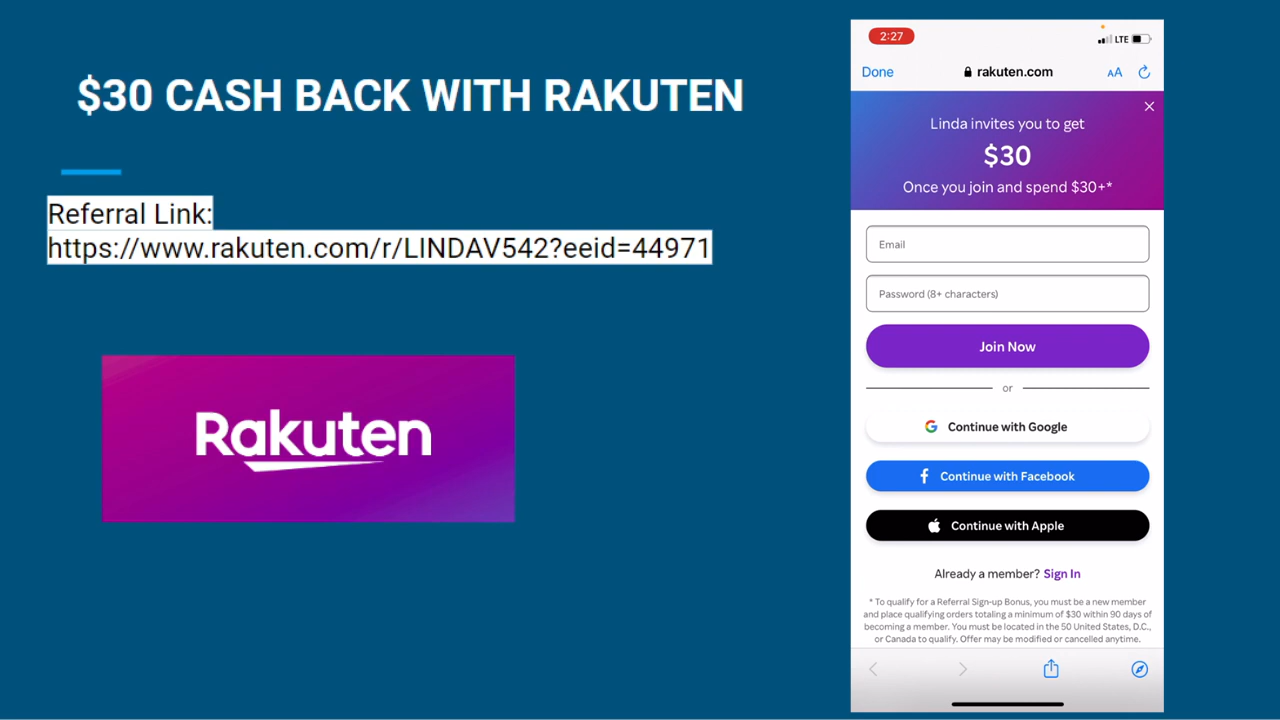 $30 CASH BACK WITH RAKUTEN
Referral Link:
https://www.rakuten.com/r/LINDAV542?eeid=44971
Rakuten
2:27
LTE
Done
rakuten.com
AA
Linda invites you to get
$30
Once you join and spend $30+*
Email
Password (8+ characters)
Join Now
or
Continue with Google
Continue with Facebook
Continue with Apple
Already a member? Sign In
* To qualify for a Referral Sign-up Bonus, you must be a new member
and place qualifying orders totaling a minimum of $30 within 90 days of
becoming a member. You must be located in the 50 United States, D.C.,
or Canada to qualify. Offer may be modified or cancelled anytime.